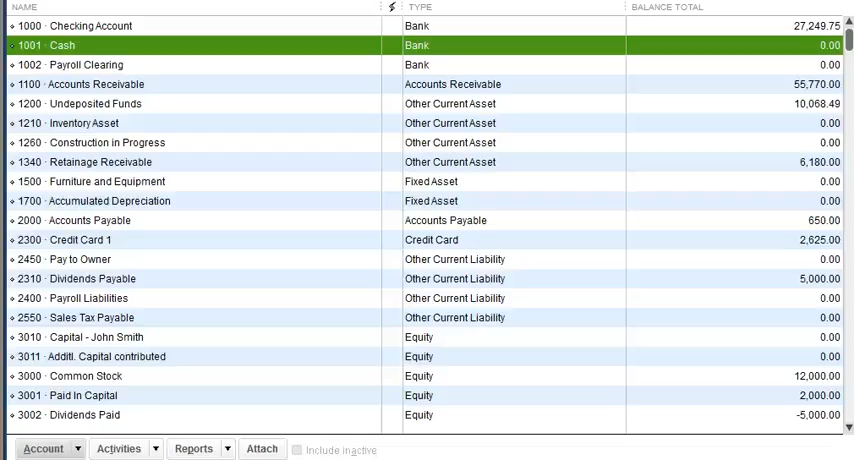 NAME TYPE BALANCE TOTAL
1000 · Checking Account Bank 27,249.75
1001 · Cash Bank 0.00
1002 · Payroll Clearing Bank 0.00
1100 · Accounts Receivable Accounts Receivable 55,770.00
1200 · Undeposited Funds Other Current Asset 10,068.49
1210 · Inventory Asset Other Current Asset 0.00
1260 · Construction in Progress Other Current Asset 0.00
1340 · Retainage Receivable Other Current Asset 6,180.00
1500 · Furniture and Equipment Fixed Asset 0.00
1700 · Accumulated Depreciation Fixed Asset 0.00
2000 · Accounts Payable Accounts Payable 650.00
2300 · Credit Card 1 Credit Card 2,625.00
2450 · Pay to Owner Other Current Liability 0.00
2310 · Dividends Payable Other Current Liability 5,000.00
2400 · Payroll Liabilities Other Current Liability 0.00
2550 · Sales Tax Payable Other Current Liability 0.00
3010 · Capital - John Smith Equity 0.00
3011 · Additl. Capital contributed Equity 0.00
3000 · Common Stock Equity 12,000.00
3001 · Paid In Capital Equity 2,000.00
3002 · Dividends Paid Equity -5,000.00
Account Activities Reports Attach Include inactive